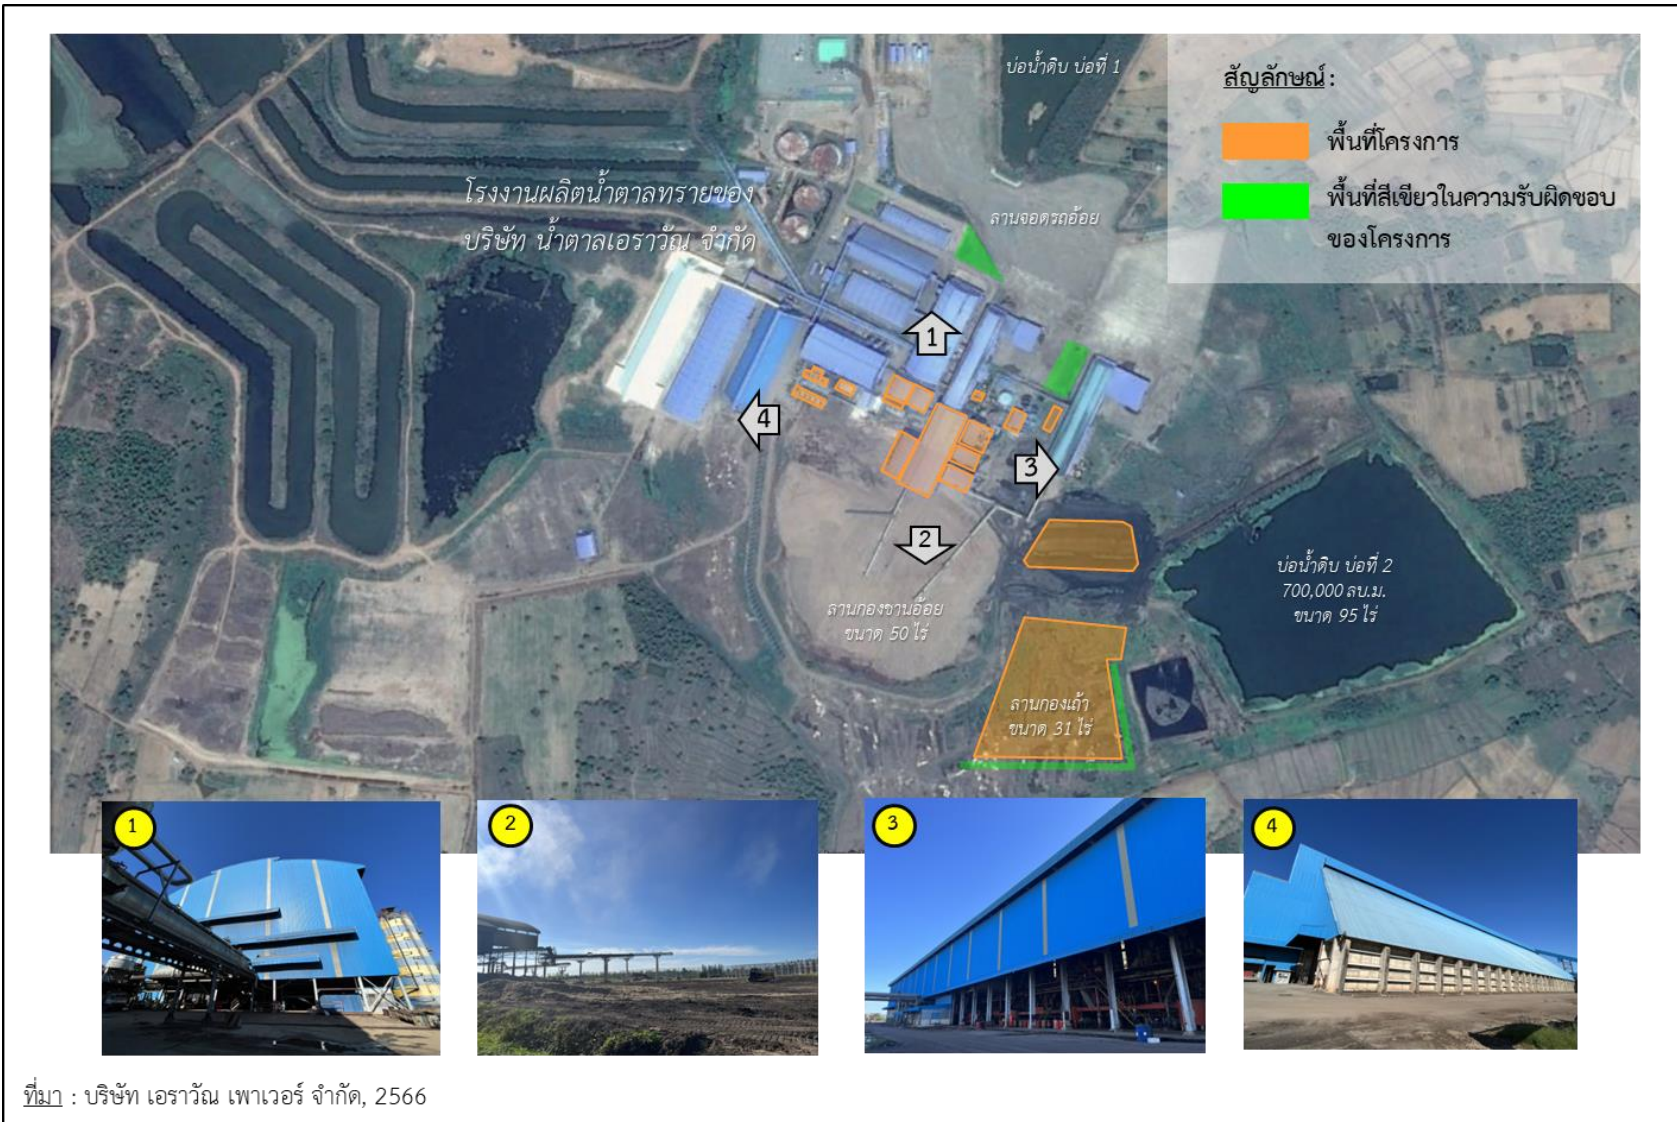 บ่อน้ำดิบ บ่อที่ 1
สัญลักษณ์ :
พื้นที่โครงการ
พื้นที่สีเขียวในความรับผิดชอบ
ของโครงการ
โรงงานผลิตน้ำตาลทรายของ
บริษัท น้ำตาลเอราวัณ จำกัด
ลานจอดรถอ้อย
1
4
3
2
บ่อน้ำดิบ บ่อที่ 2
700,000 ลบ.ม.
ขนาด 95 ไร่
ลานกองชานอ้อย
ขนาด 50 ไร่
ลานกองเถ้า
ขนาด 31 ไร่
1
2
3
4
ที่มา : บริษัท เอราวัณ เพาเวอร์ จำกัด, 2566